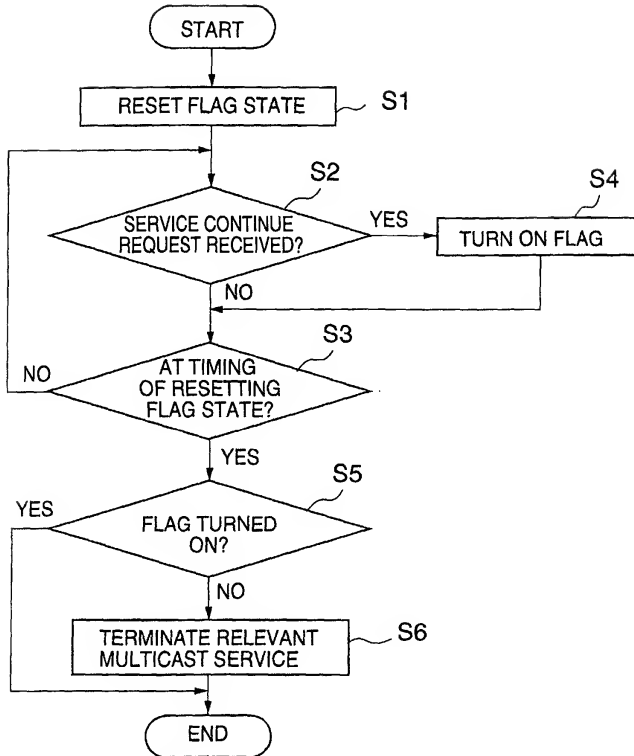 START
RESET FLAG STATE
S1
S2
SERVICE CONTINUE
REQUEST RECEIVED?
YES
S4
TURN ON FLAG
NO
S3
AT TIMING
OF RESETTING
FLAG STATE?
NO
YES
S5
YES
FLAG TURNED
ON?
NO
TERMINATE RELEVANT
MULTICAST SERVICE
S6
END